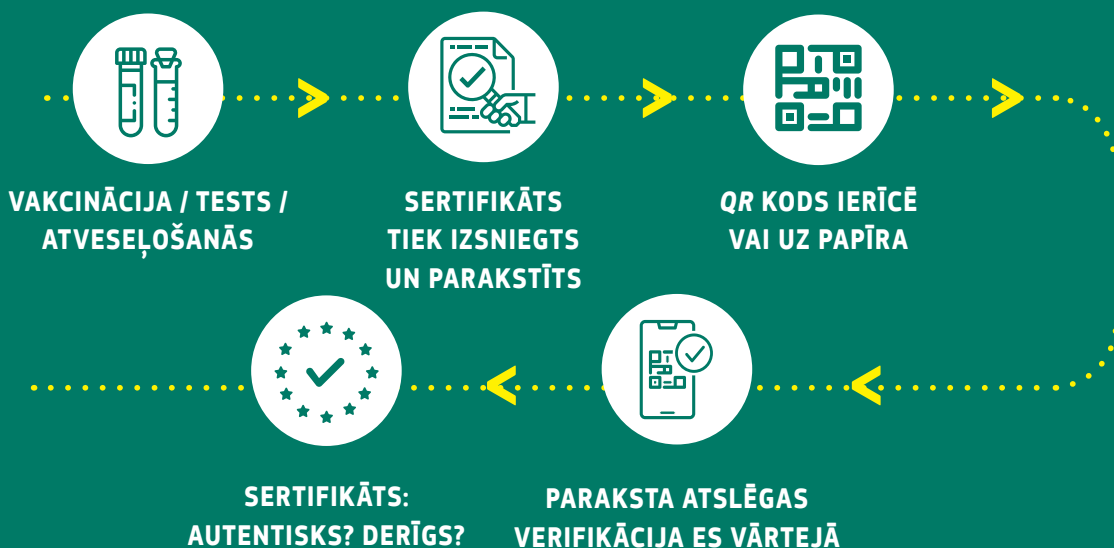 VAKCINĀCIJA / TESTS /
ATVESEĻOŠANĀS
SERTIFIKĀTS
TIEK IZSNIEGTS
UN PARAKSTĪTS
QR KODS IERĪCĒ
VAI UZ PAPĪRA
PARAKSTA ATSLĒGAS
VERIFIKĀCIJA ES VĀRTEJĀ
SERTIFIKĀTS:
AUTENTISKS? DERĪGS?